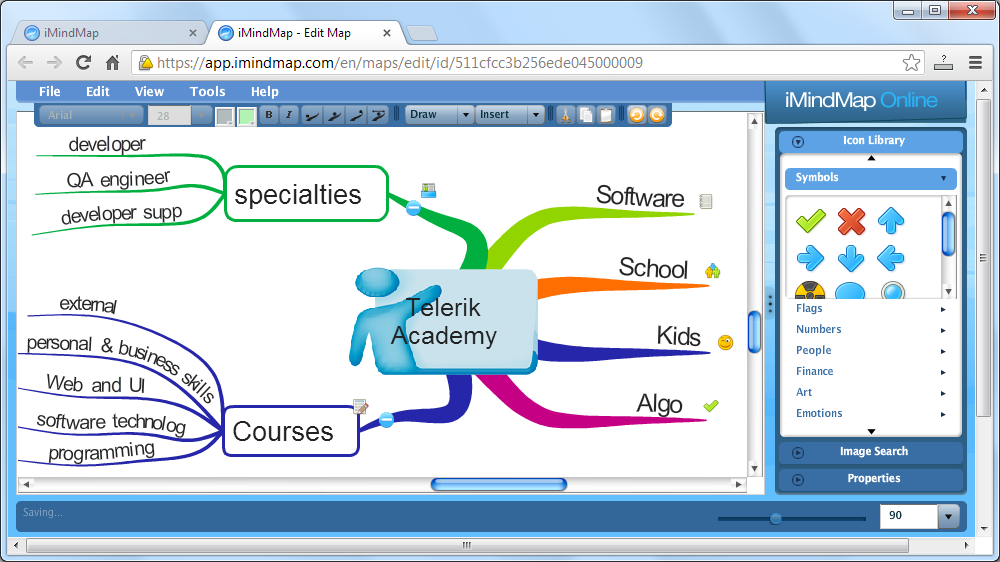 iMindMap
iMindMap - Edit Map
https://app.imindmap.com/en/maps/edit/id/511cfcc3b256ede045000009
File Edit View Tools Help
iMindMap Online
Arial 28 B I Draw Insert
developer
QA engineer
developer supp
specialties
external
personal & business skills
Web and UI
software technolog
programming
Courses
Telerik
Academy
Software
School
Kids
Algo
Icon Library
Symbols
Flags
Numbers
People
Finance
Art
Emotions
Image Search
Properties
Saving...
90